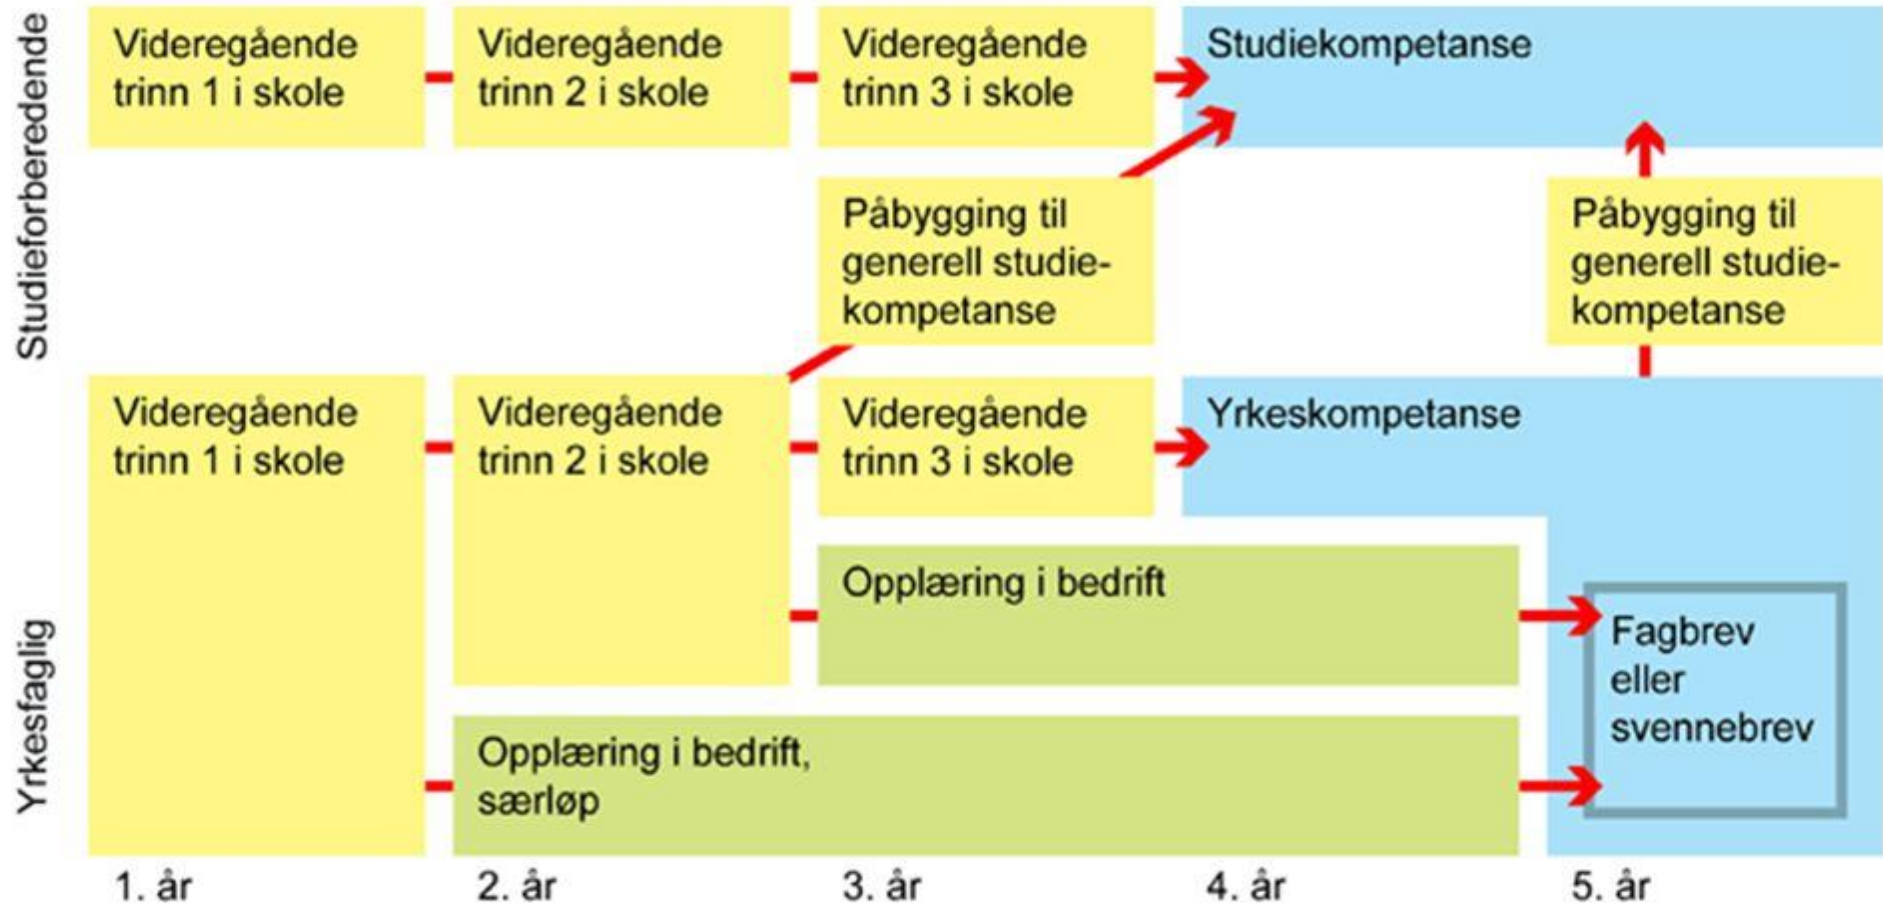 Studieforberedende
Videregående
trinn 1 i skole
Videregående
trinn 2 i skole
Videregående
trinn 3 i skole
Studiekompetanse
Påbygging til
generell studie-
kompetanse
Påbygging til
generell studie-
kompetanse
Yrkesfaglig
Videregående
trinn 1 i skole
Videregående
trinn 2 i skole
Videregående
trinn 3 i skole
Yrkeskompetanse
Opplæring i bedrift
Fagbrev
eller
svennebrev
Opplæring i bedrift,
særløp
1. år
2. år
3. år
4. år
5. år